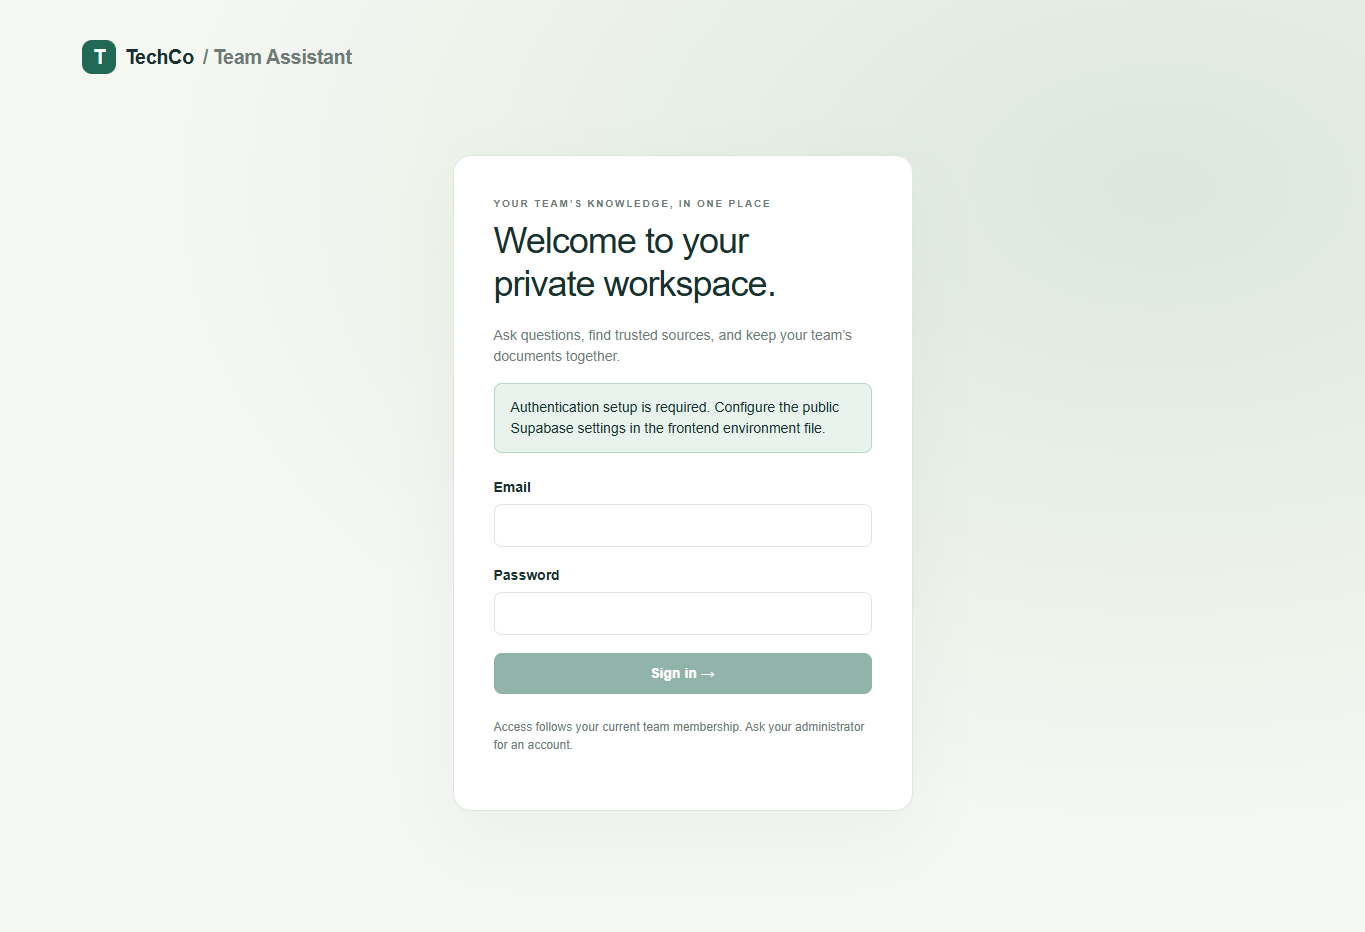 T TechCo / Team Assistant
YOUR TEAM’S KNOWLEDGE, IN ONE PLACE
Welcome to your
private workspace.
Ask questions, find trusted sources, and keep your team’s
documents together.
Authentication setup is required. Configure the public
Supabase settings in the frontend environment file.
Email
Password
Sign in →
Access follows your current team membership. Ask your administrator
for an account.